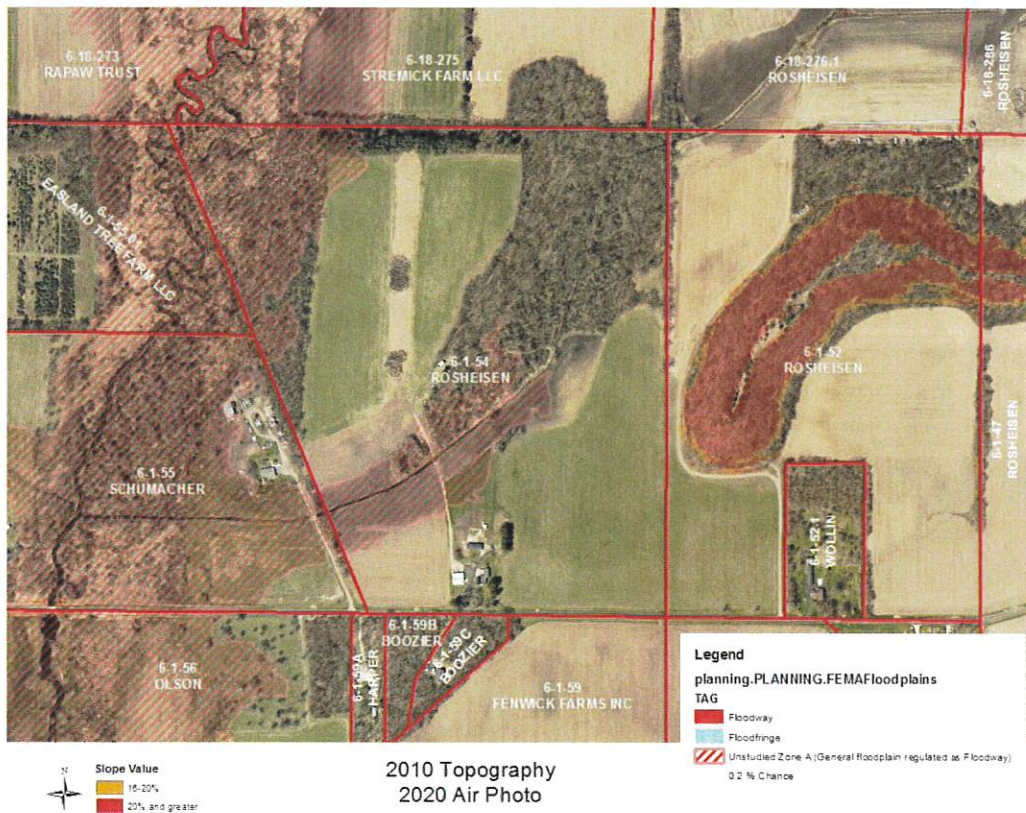 6-18-273
RAPAW TRUST
6-18-275
STREMICK FARM LLC
6-18-276.1
ROSHEISEN
6-18-286
ROSHEISEN
EASLAND TREE FARM LLC
6-1-54
ROSHEISEN
6-1-52
ROSHEISEN
6-1-47
ROSHEISEN
6-1-55
SCHUMACHER
6-1-52.1
WOLLIN
6-1-56
OLSON
6-1-59A
HARPER
6-1-59B
BOOZIER
6-1-59C
BOOZIER
6-1-59
FENWICK FARMS INC
Legend
planning.PLANNING.FEMAFloodplains
TAG
Floodway
Floodfringe
Unstudied Zone A (General floodplain regulated as Floodway)
0.2 % Chance
N
Slope Value
16-20%
20% and greater
2010 Topography
2020 Air Photo